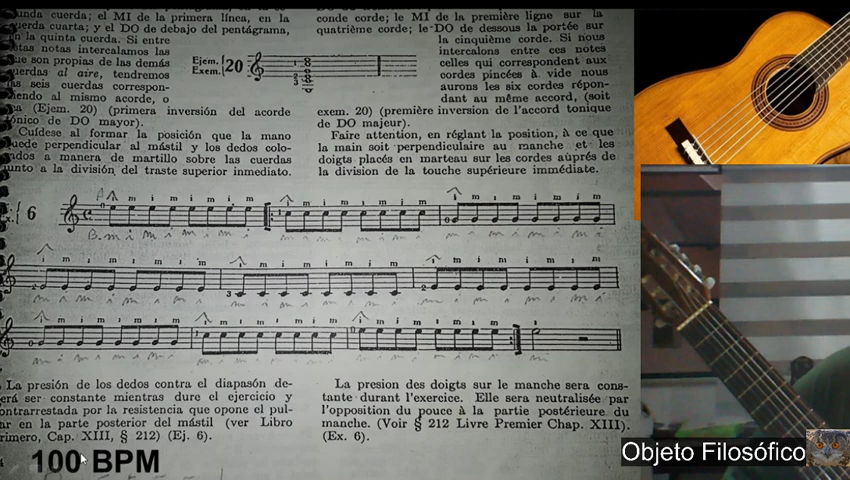 cuerda; el MI de la primera línea, en la
cuerda cuarta; y el DO de debajo del pentágrama,
en la quinta cuerda. Si entre
notas intercalamos las
que son propias de las demás
cuerdas al aire, tendremos
las seis cuerdas correspon-
diendo al mismo acorde, o
(Ejem. 20) (primera inversión del acorde
tónico de DO mayor).
Cuídese al formar la posición que la mano
quede perpendicular al mástil y los dedos colo-
cados a manera de martillo sobre las cuerdas
junto a la división del traste superior inmediato.
conde corde; le MI de la première ligne sur la
quatrième corde; le DO de dessous la portée sur
la cinquième corde. Si nous
intercalons entre ces notes
celles qui correspondent aux
cordes pincées à vide nous
aurons les six cordes répon-
dant au même accord, (soit
exem. 20) (première inversion de l'accord tonique
de DO majeur).
Faire attention, en réglant la position, à ce que
la main soit perpendiculaire au manche et les
doigts placés en marteau sur les cordes auprès de
la division de la touche supérieure immédiate.
Ejem.
Exem. 20
6
La presión de los dedos contra el diapasón de-
berá ser constante mientras dure el ejercicio y
contrarrestada por la resistencia que opone el pul-
gar en la parte posterior del mástil (ver Libro
Primero, Cap. XIII, § 212) (Ej. 6).
La presion des doigts sur le manche sera cons-
tante durant l'exercice. Elle sera neutralisée par
l'opposition du pouce à la partie postérieure du
manche. (Voir § 212 Livre Premier Chap. XIII).
(Ex. 6).
100 BPM
Objeto Filosófico